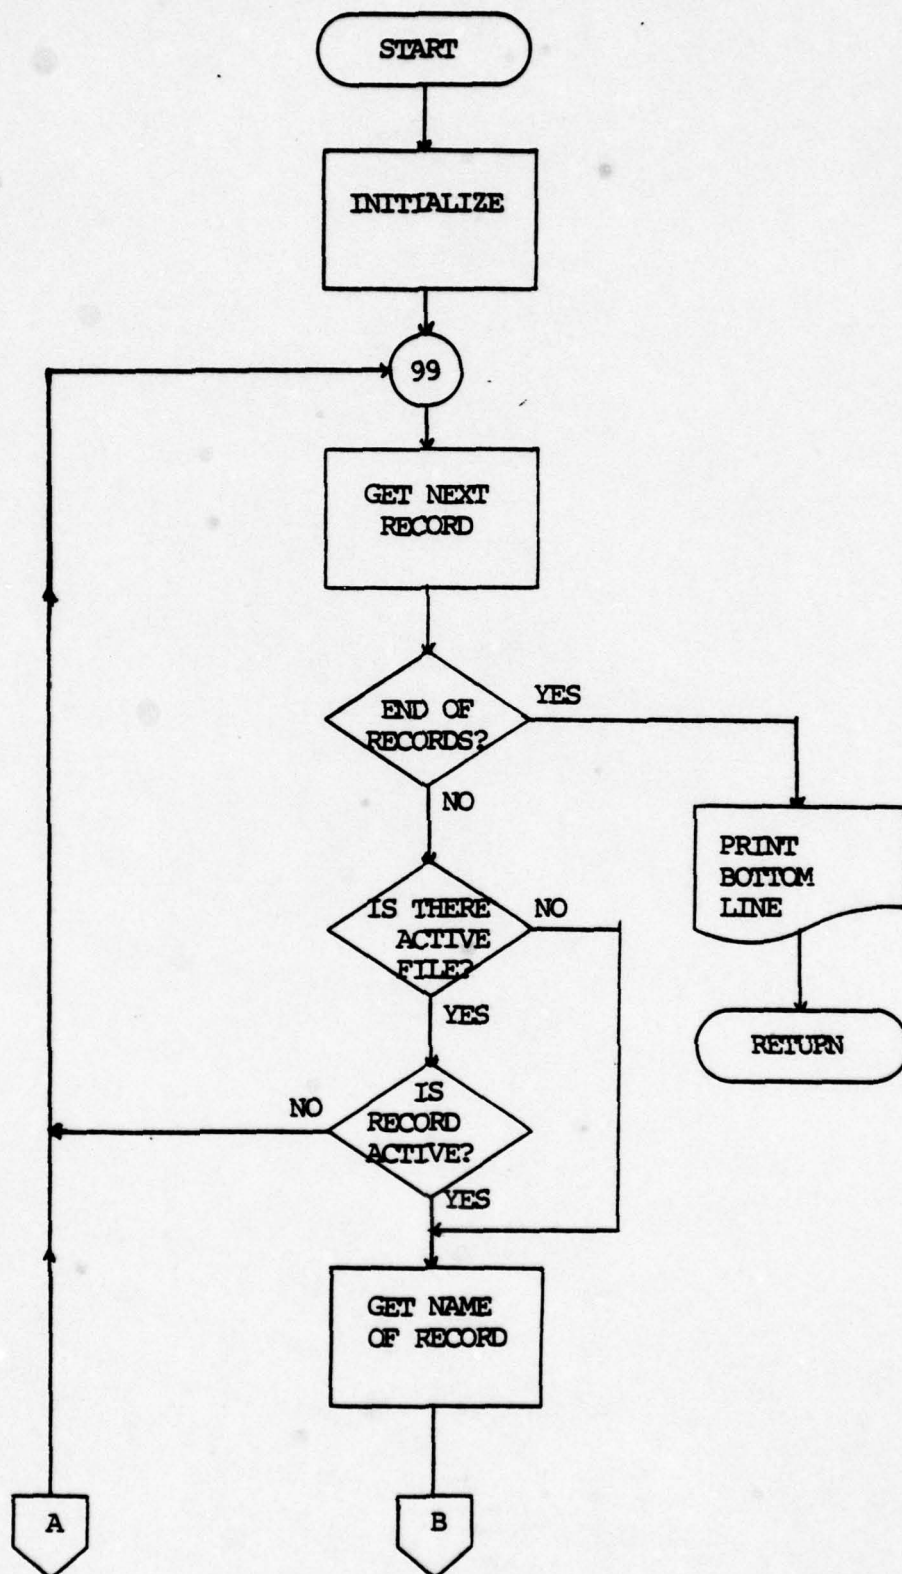 START
INITIALIZE
99
GET NEXT
RECORD
END OF
RECORDS?
YES
NO
PRINT
BOTTOM
LINE
IS THERE
ACTIVE
FILE?
NO
YES
RETURN
IS
RECORD
ACTIVE?
NO
YES
GET NAME
OF RECORD
A
B